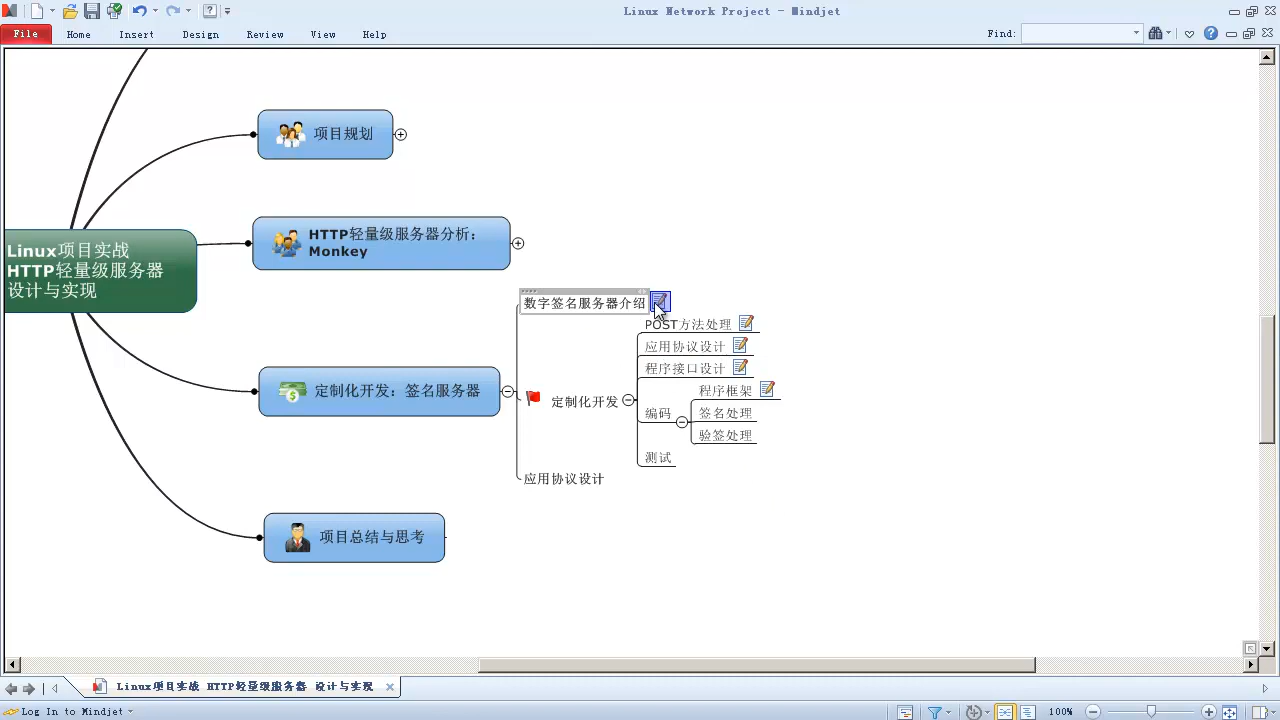 Linux Network Project - Mindjet
File Home Insert Design Review View Help Find:
项目规划
HTTP轻量级服务器分析：
Monkey
Linux项目实战
HTTP轻量级服务器
设计与实现
数字签名服务器介绍
POST方法处理
应用协议设计
程序接口设计
程序框架
定制化开发：签名服务器
定制化开发
编码
签名处理
验签处理
测试
应用协议设计
项目总结与思考
Linux项目实战 HTTP轻量级服务器 设计与实现
Log In to Mindjet
100%